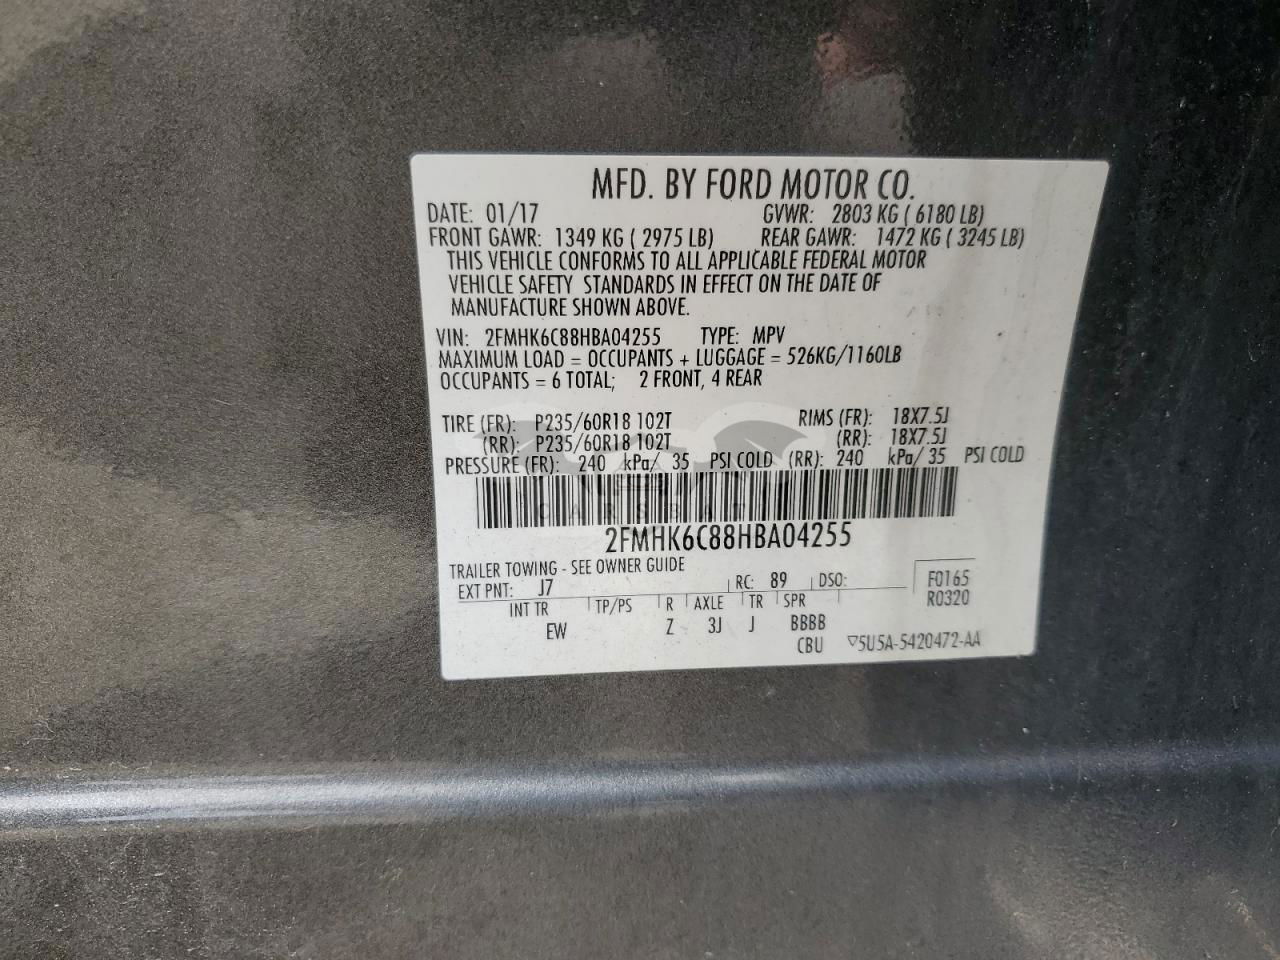 MFD. BY FORD MOTOR CO.
DATE: 01/17 GVWR: 2803 KG ( 6180 LB)
FRONT GAWR: 1349 KG ( 2975 LB) REAR GAWR: 1472 KG ( 3245 LB)
THIS VEHICLE CONFORMS TO ALL APPLICABLE FEDERAL MOTOR
VEHICLE SAFETY STANDARDS IN EFFECT ON THE DATE OF
MANUFACTURE SHOWN ABOVE.
VIN: 2FMHK6C88HBA04255 TYPE: MPV
MAXIMUM LOAD = OCCUPANTS + LUGGAGE = 526KG/1160LB
OCCUPANTS = 6 TOTAL; 2 FRONT, 4 REAR
TIRE (FR): P235/60R18 102T RIMS (FR): 18X7.5J
(RR): P235/60R18 102T (RR): 18X7.5J
PRESSURE (FR): 240 kPa/ 35 PSI COLD (RR): 240 kPa/ 35 PSI COLD
CARSBAT
2FMHK6C88HBA04255
TRAILER TOWING - SEE OWNER GUIDE
EXT PNT: J7 RC: 89 DSO: F0165
INT TR TP/PS R AXLE TR SPR R0320
EW Z 3J J BBBB
CBU ▽5U5A-5420472-AA